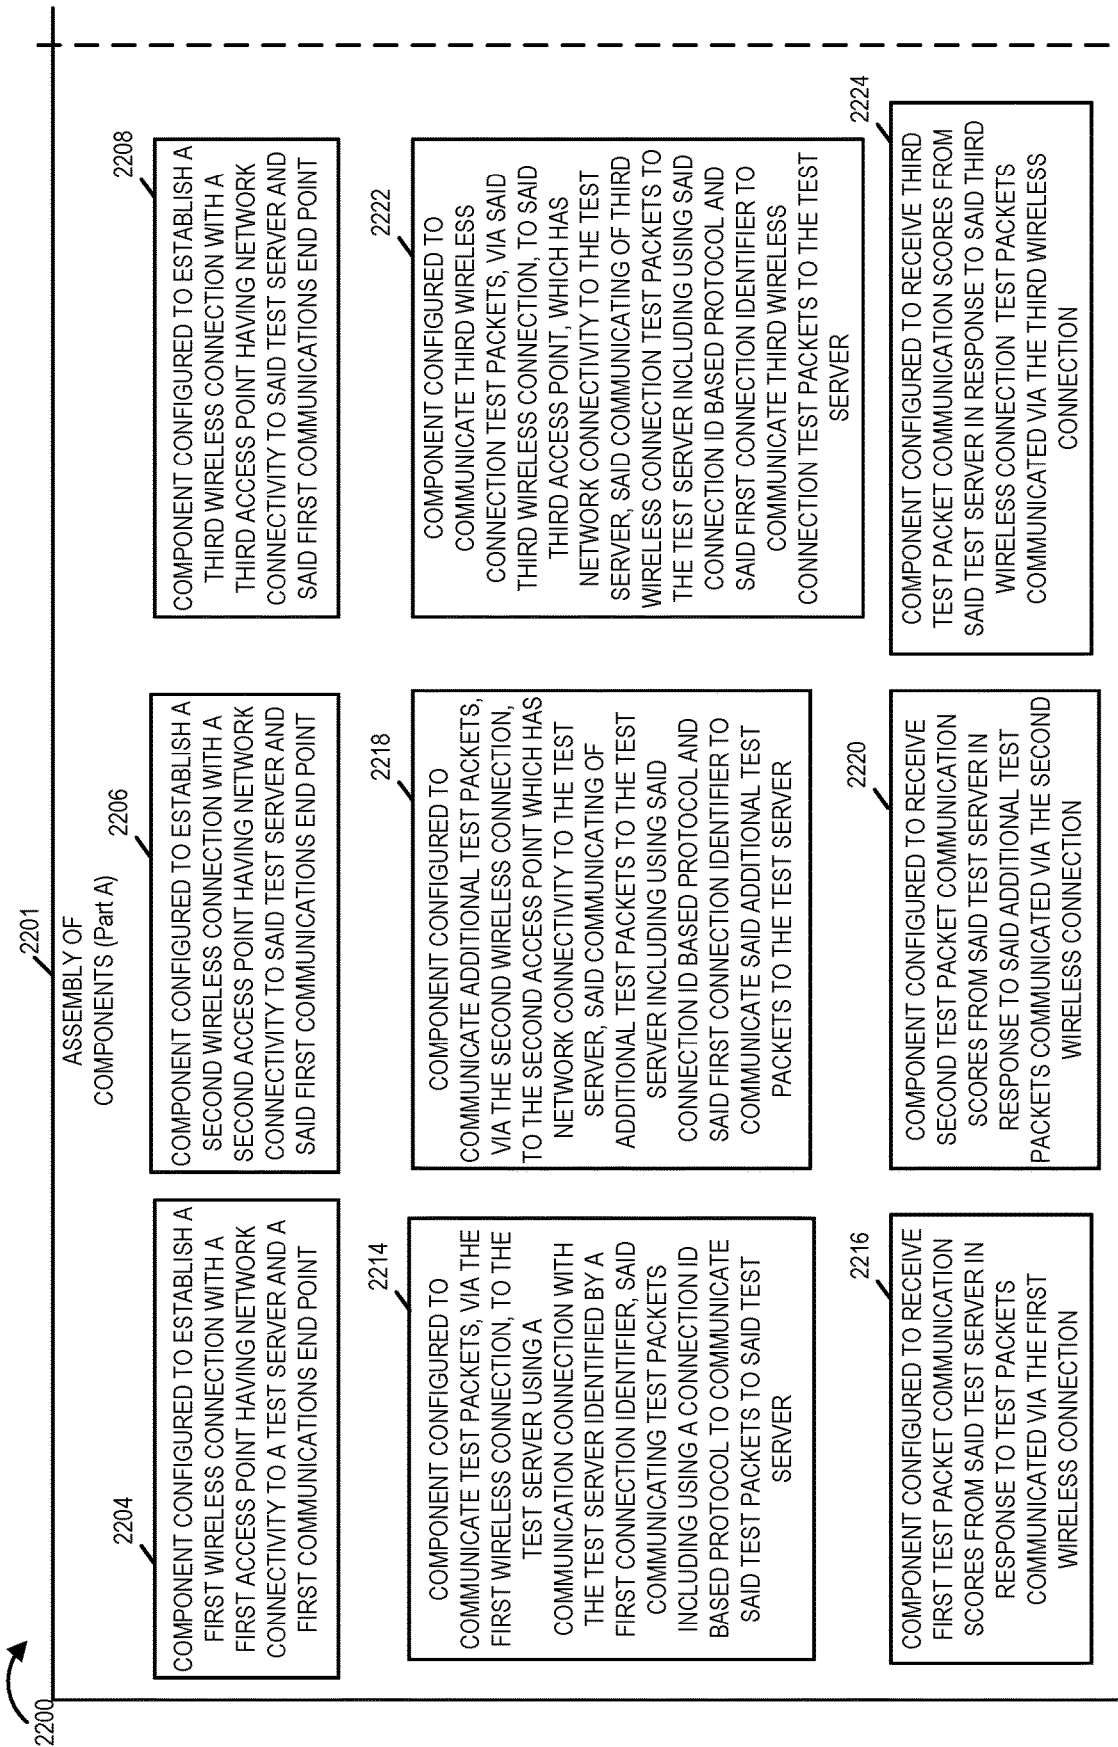 2200
2201
ASSEMBLY OF
COMPONENTS (Part A)
2204
COMPONENT CONFIGURED TO ESTABLISH A
FIRST WIRELESS CONNECTION WITH A
FIRST ACCESS POINT HAVING NETWORK
CONNECTIVITY TO A TEST SERVER AND A
FIRST COMMUNICATIONS END POINT
2206
COMPONENT CONFIGURED TO ESTABLISH A
SECOND WIRELESS CONNECTION WITH A
SECOND ACCESS POINT HAVING NETWORK
CONNECTIVITY TO SAID TEST SERVER AND
SAID FIRST COMMUNICATIONS END POINT
2208
COMPONENT CONFIGURED TO ESTABLISH A
THIRD WIRELESS CONNECTION WITH A
THIRD ACCESS POINT HAVING NETWORK
CONNECTIVITY TO SAID TEST SERVER AND
SAID FIRST COMMUNICATIONS END POINT
2214
COMPONENT CONFIGURED TO
COMMUNICATE TEST PACKETS, VIA THE
FIRST WIRELESS CONNECTION, TO THE
TEST SERVER USING A
COMMUNICATION CONNECTION WITH
THE TEST SERVER IDENTIFIED BY A
FIRST CONNECTION IDENTIFIER, SAID
COMMUNICATING TEST PACKETS
INCLUDING USING A CONNECTION ID
BASED PROTOCOL TO COMMUNICATE
SAID TEST PACKETS TO SAID TEST
SERVER
2218
COMPONENT CONFIGURED TO
COMMUNICATE ADDITIONAL TEST PACKETS,
VIA THE SECOND WIRELESS CONNECTION,
TO THE SECOND ACCESS POINT WHICH HAS
NETWORK CONNECTIVITY TO THE TEST
SERVER, SAID COMMUNICATING OF
ADDITIONAL TEST PACKETS TO THE TEST
SERVER INCLUDING USING SAID
CONNECTION ID BASED PROTOCOL AND
SAID FIRST CONNECTION IDENTIFIER TO
COMMUNICATE SAID ADDITIONAL TEST
PACKETS TO THE TEST SERVER
2222
COMPONENT CONFIGURED TO
COMMUNICATE THIRD WIRELESS
CONNECTION TEST PACKETS, VIA SAID
THIRD WIRELESS CONNECTION, TO SAID
THIRD ACCESS POINT, WHICH HAS
NETWORK CONNECTIVITY TO THE TEST
SERVER, SAID COMMUNICATING OF THIRD
WIRELESS CONNECTION TEST PACKETS TO
THE TEST SERVER INCLUDING USING SAID
CONNECTION ID BASED PROTOCOL AND
SAID FIRST CONNECTION IDENTIFIER TO
COMMUNICATE THIRD WIRELESS
CONNECTION TEST PACKETS TO THE TEST
SERVER
2216
COMPONENT CONFIGURED TO RECEIVE
FIRST TEST PACKET COMMUNICATION
SCORES FROM SAID TEST SERVER IN
RESPONSE TO TEST PACKETS
COMMUNICATED VIA THE FIRST
WIRELESS CONNECTION
2220
COMPONENT CONFIGURED TO RECEIVE
SECOND TEST PACKET COMMUNICATION
SCORES FROM SAID TEST SERVER IN
RESPONSE TO SAID ADDITIONAL TEST
PACKETS COMMUNICATED VIA THE SECOND
WIRELESS CONNECTION
2224
COMPONENT CONFIGURED TO RECEIVE THIRD
TEST PACKET COMMUNICATION SCORES FROM
SAID TEST SERVER IN RESPONSE TO SAID THIRD
WIRELESS CONNECTION TEST PACKETS
COMMUNICATED VIA THE THIRD WIRELESS
CONNECTION